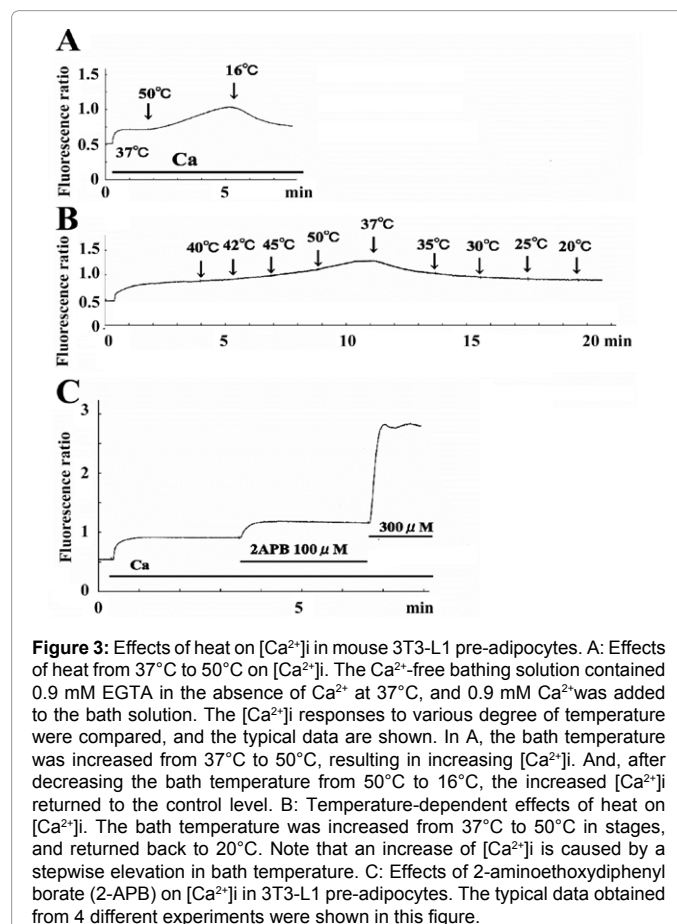 A
Fluorescence ratio
1.5
1.0
0.5
0
50°C
16°C
37°C
Ca
0
5
min
B
Fluorescence ratio
1.5
1.0
0.5
0
40°C
42°C
45°C
50°C
37°C
35°C
30°C
25°C
20°C
0
5
10
15
20 min
C
Fluorescence ratio
3
2
1
0
300 μM
2APB 100 μM
Ca
0
5
min
Figure 3: Effects of heat on [Ca²⁺]i in mouse 3T3-L1 pre-adipocytes. A: Effects
of heat from 37°C to 50°C on [Ca²⁺]i. The Ca²⁺-free bathing solution contained
0.9 mM EGTA in the absence of Ca²⁺ at 37°C, and 0.9 mM Ca²⁺was added
to the bath solution. The [Ca²⁺]i responses to various degree of temperature
were compared, and the typical data are shown. In A, the bath temperature
was increased from 37°C to 50°C, resulting in increasing [Ca²⁺]i. And, after
decreasing the bath temperature from 50°C to 16°C, the increased [Ca²⁺]i
returned to the control level. B: Temperature-dependent effects of heat on
[Ca²⁺]i. The bath temperature was increased from 37°C to 50°C in stages,
and returned back to 20°C. Note that an increase of [Ca²⁺]i is caused by a
stepwise elevation in bath temperature. C: Effects of 2-aminoethoxydiphenyl
borate (2-APB) on [Ca²⁺]i in 3T3-L1 pre-adipocytes. The typical data obtained
from 4 different experiments were shown in this figure.